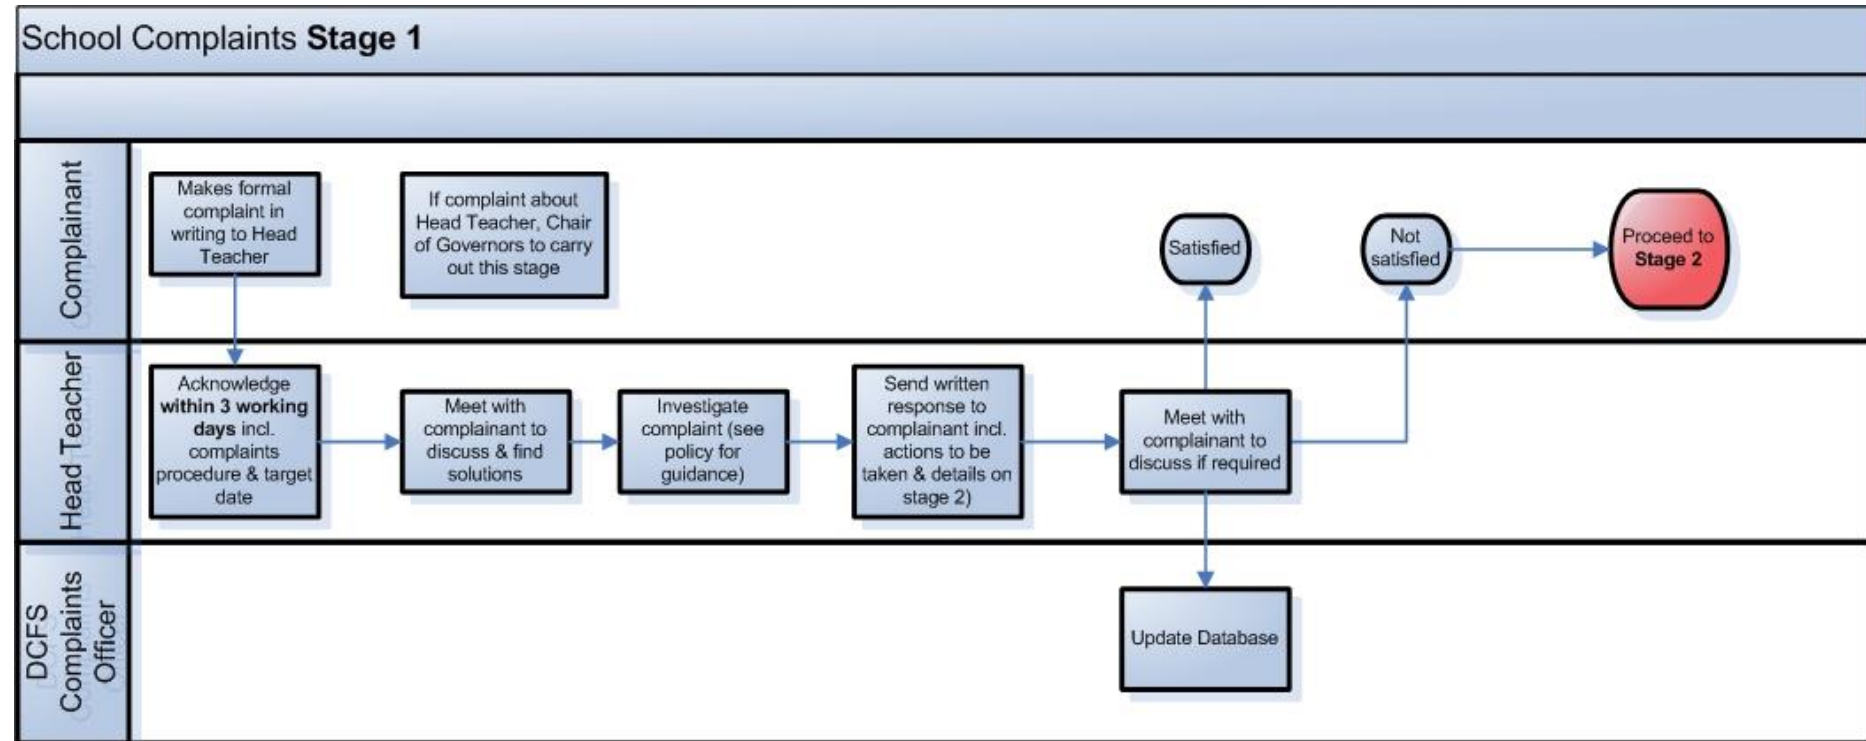 School Complaints Stage 1
Complainant
Makes formal
complaint in
writing to Head
Teacher
If complaint about
Head Teacher, Chair
of Governors to carry
out this stage
Satisfied
Not
satisfied
Proceed to
Stage 2
Head Teacher
Acknowledge
within 3 working
days incl.
complaints
procedure & target
date
Meet with
complainant to
discuss & find
solutions
Investigate
complaint (see
policy for
guidance)
Send written
response to
complainant incl.
actions to be
taken & details on
stage 2)
Meet with
complainant to
discuss if required
DCFS
Complaints
Officer
Update Database